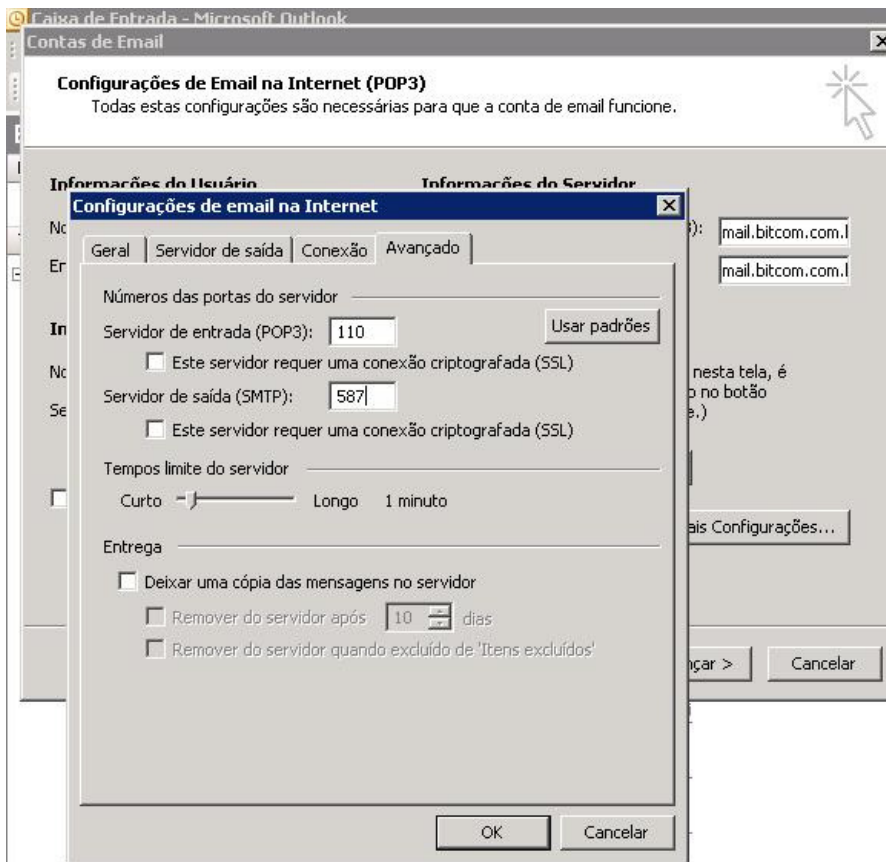 Caixa de Entrada - Microsoft Outlook
Contas de Email
Configurações de Email na Internet (POP3)
Todas estas configurações são necessárias para que a conta de email funcione.
Informações do Usuário
Informações do Servidor
mail.bitcom.com.
mail.bitcom.com.
nesta tela, é
no botão
e.)
ais Configurações...
nçar >
Cancelar
Configurações de email na Internet
Geral
Servidor de saída
Conexão
Avançado
Números das portas do servidor
Servidor de entrada (POP3): 110
Usar padrões
Este servidor requer uma conexão criptografada (SSL)
Servidor de saída (SMTP): 587
Este servidor requer uma conexão criptografada (SSL)
Tempos limite do servidor
Curto Longo 1 minuto
Entrega
Deixar uma cópia das mensagens no servidor
Remover do servidor após 10 dias
Remover do servidor quando excluído de 'Itens excluídos'
OK
Cancelar